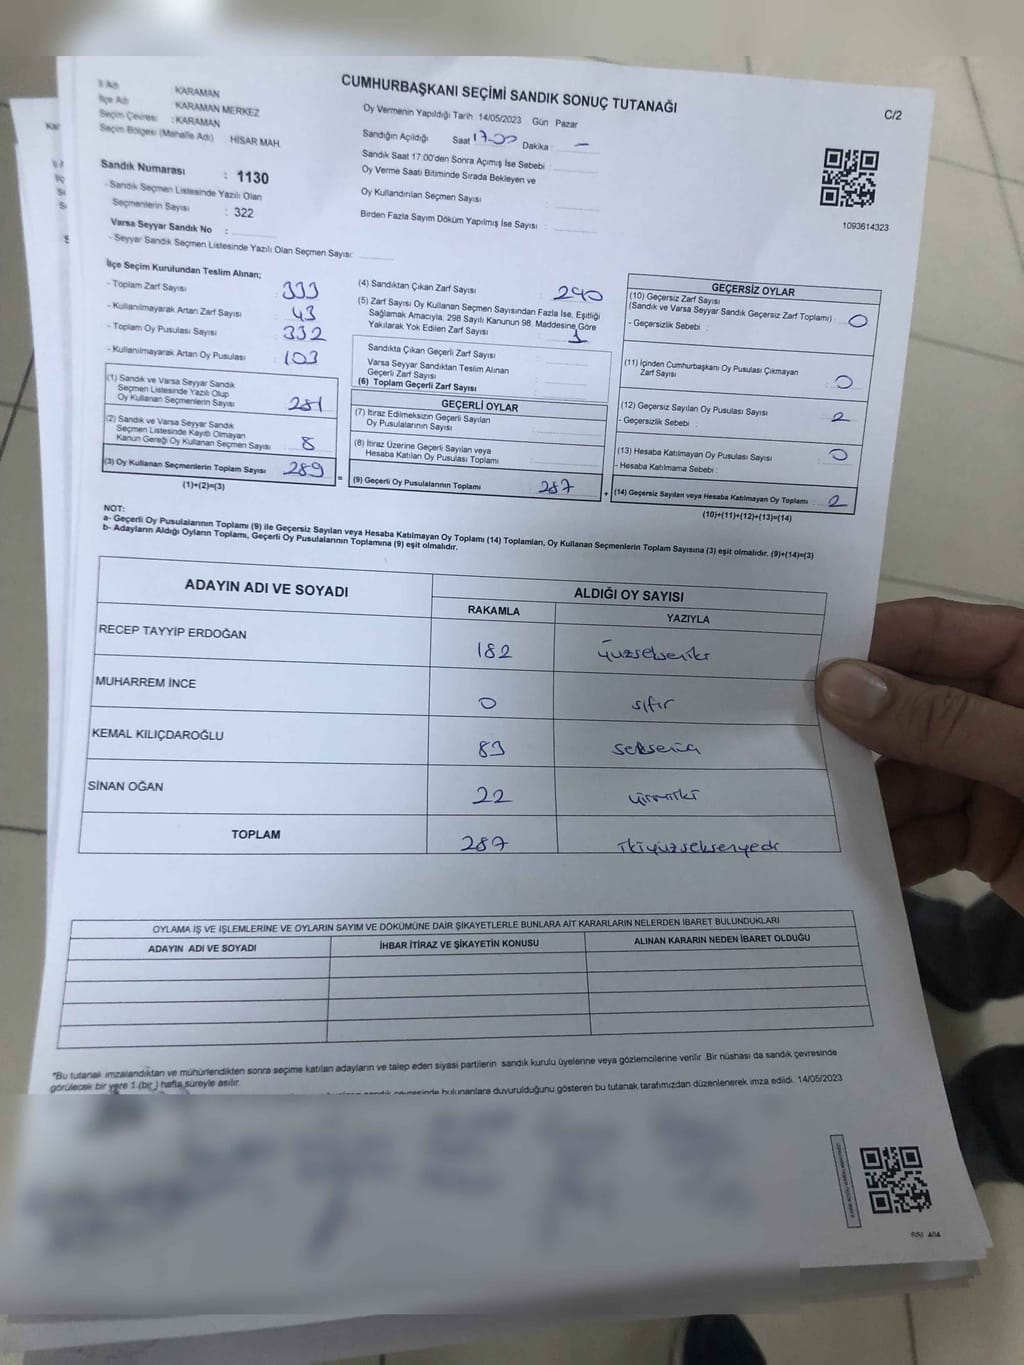 CUMHURBAŞKANI SEÇİMİ SANDIK SONUÇ TUTANAĞI
C/2
İl Adı : KARAMAN
İlçe Adı : KARAMAN MERKEZ
Seçim Çevresi : KARAMAN
Seçim Bölgesi (Mahalle Adı) : HİSAR MAH.
Sandık Numarası : 1130
- Sandık Seçmen Listesinde Yazılı Olan
Seçmenlerin Sayısı : 322
Varsa Seyyar Sandık No :
- Seyyar Sandık Seçmen Listesinde Yazılı Olan Seçmen Sayısı:
Oy Vermenin Yapıldığı Tarih :14/05/2023 Gün Pazar
Sandığın Açıldığı Saat 17.00 Dakika : -
Sandık Saat 17.00'den Sonra Açımış İse Sebebi :
Oy Verme Saati Bitiminde Sırada Bekleyen ve
Oy Kullandırılan Seçmen Sayısı :
Birden Fazla Sayım Döküm Yapılmış İse Sayısı :
1093614323
İlçe Seçim Kurulundan Teslim Alınan;
- Toplam Zarf Sayısı : 333
- Kullanılmayarak Artan Zarf Sayısı : 43
- Toplam Oy Pusulası Sayısı : 332
- Kullanılmayarak Artan Oy Pusulası : 103
(1) Sandık ve Varsa Seyyar Sandık
Seçmen Listesinde Yazılı Olup
Oy Kullanan Seçmenlerin Sayısı : 281
(2) Sandık ve Varsa Seyyar Sandık
Seçmen Listesinde Kayıtlı Olmayan
Kanun Gereği Oy Kullanan Seçmen Sayısı : 8
(3) Oy Kullanan Seçmenlerin Toplam Sayısı : 289
(1)+(2)=(3)
(4) Sandıktan Çıkan Zarf Sayısı : 290
(5) Zarf Sayısı Oy Kullanan Seçmen Sayısından Fazla İse, Eşitliği
Sağlamak Amacıyla; 298 Sayılı Kanunun 98. Maddesine Göre
Yakılarak Yok Edilen Zarf Sayısı : 1
Sandıkta Çıkan Geçerli Zarf Sayısı :
Varsa Seyyar Sandıktan Teslim Alınan
Geçerli Zarf Sayısı :
(6) Toplam Geçerli Zarf Sayısı :
GEÇERLİ OYLAR
(7) İtiraz Edilmeksizin Geçerli Sayılan
Oy Pusulalarının Sayısı :
(8) İtiraz Üzerine Geçerli Sayılan veya
Hesaba Katılan Oy Pusulası Toplamı :
= (9) Geçerli Oy Pusulalarının Toplamı : 287
GEÇERSİZ OYLAR
(10) Geçersiz Zarf Sayısı
(Sandık ve Varsa Seyyar Sandık Geçersiz Zarf Toplamı) : 0
- Geçersizlik Sebebi :
(11) İçinden Cumhurbaşkanı Oy Pusulası Çıkmayan
Zarf Sayısı : 0
(12) Geçersiz Sayılan Oy Pusulası Sayısı : 2
- Geçersizlik Sebebi :
(13) Hesaba Katılmayan Oy Pusulası Sayısı : 0
- Hesaba Katılmama Sebebi :
+ (14) Geçersiz Sayılan veya Hesaba Katılmayan Oy Toplamı : 2
(10)+(11)+(12)+(13)=(14)
NOT:
a- Geçerli Oy Pusulalarının Toplamı (9) ile Geçersiz Sayılan veya Hesaba Katılmayan Oy Toplamı (14) Toplamları, Oy Kullanan Seçmenlerin Toplam Sayısına (3) eşit olmalıdır. (9)+(14)=(3)
b- Adayların Aldığı Oyların Toplamı, Geçerli Oy Pusulalarının Toplamına (9) eşit olmalıdır.
ADAYIN ADI VE SOYADI ALDIĞI OY SAYISI
RAKAMLA YAZIYLA
RECEP TAYYİP ERDOĞAN 182 Yüzsekseniki
MUHARREM İNCE 0 sıfır
KEMAL KILIÇDAROĞLU 83 seksenüç
SİNAN OĞAN 22 yirmiiki
TOPLAM 287 ikiyüzseksenyedi
OYLAMA İŞ VE İŞLEMLERİNE VE OYLARIN SAYIM VE DÖKÜMÜNE DAİR ŞİKAYETLERLE BUNLARA AİT KARARLARIN NELERDEN İBARET BULUNDUKLARI
ADAYIN ADI VE SOYADI İHBAR İTİRAZ VE ŞİKAYETİN KONUSU ALINAN KARARIN NEDEN İBARET OLDUĞU
*Bu tutanak imzalandıktan ve mühürlendikten sonra seçime katılan adayların ve talep eden siyasi partilerin sandık kurulu üyelerine veya gözlemcilerine verilir .Bir nüshası da sandık çevresinde
görülecek bir yere 1 (bir ) hafta süreyle asılır.
bulunanlara duyurulduğunu gösteren bu tutanak tarafımızdan düzenlenerek imza edildi. 14/05/2023